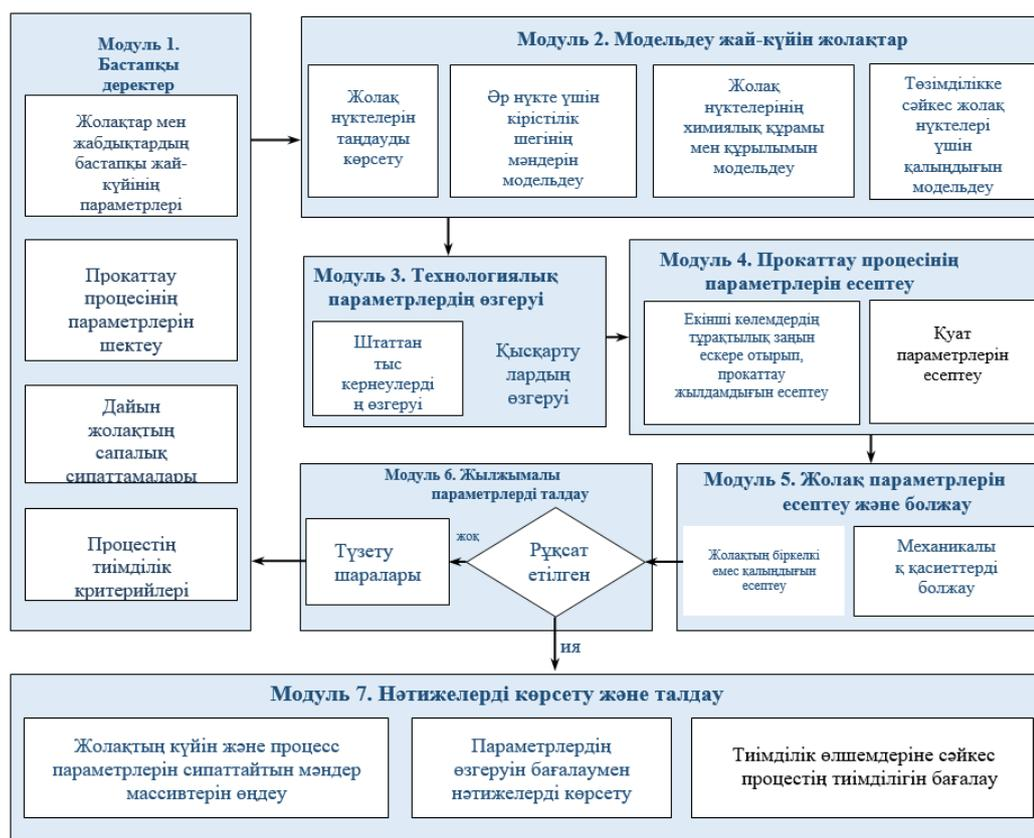 Модуль 1.
Бастапқы
деректер
Жолақтар мен
жабдықтардың
бастапқы жай-
күйінің
параметрлері
Прокаттау
процесінің
параметрлерін
шектеу
Дайын
жолақтың
сапалық
сипаттамалары
Процестің
тиімділік
критерийлері
Модуль 2. Модельдеу жай-күйін жолақтар
Жолақ
нүктелерін
таңдауды
көрсету
Әр нүкте үшін
кірістілік
шегінің
мәндерін
модельдеу
Жолақ
нүктелерінің
химиялық құрамы
мен құрылымын
модельдеу
Төзімділікке
сәйкес жолақ
нүктелері
үшін
қалыңдығын
модельдеу
Модуль 3. Технологиялық
параметрлердің өзгеруі
Штаттан
тыс
кернеулерді
ң өзгеруі
Қысқарту
лардың
өзгеруі
Модуль 4. Прокаттау процесінің
параметрлерін есептеу
Екінші көлемдердің
тұрақтылық заңын
ескере отырып,
прокаттау
жылдамдығын есептеу
Қуат
параметрлерін
есептеу
Модуль 6. Жылжымалы
параметрлерді талдау
Түзету
шаралары
жоқ
Рұқсат
етілген
ия
Модуль 5. Жолақ параметрлерін
есептеу және болжау
Жолақтың біркелкі
емес қалыңдығын
есептеу
Механикалы
қ қасиеттерді
болжау
Модуль 7. Нәтижелерді көрсету және талдау
Жолақтың күйін және процесс
параметрлерін сипаттайтын мәндер
массивтерін өңдеу
Параметрлердің
өзгеруін бағалаумен
нәтижелерді көрсету
Тиімділік өлшемдеріне сәйкес
процестің тиімділігін бағалау